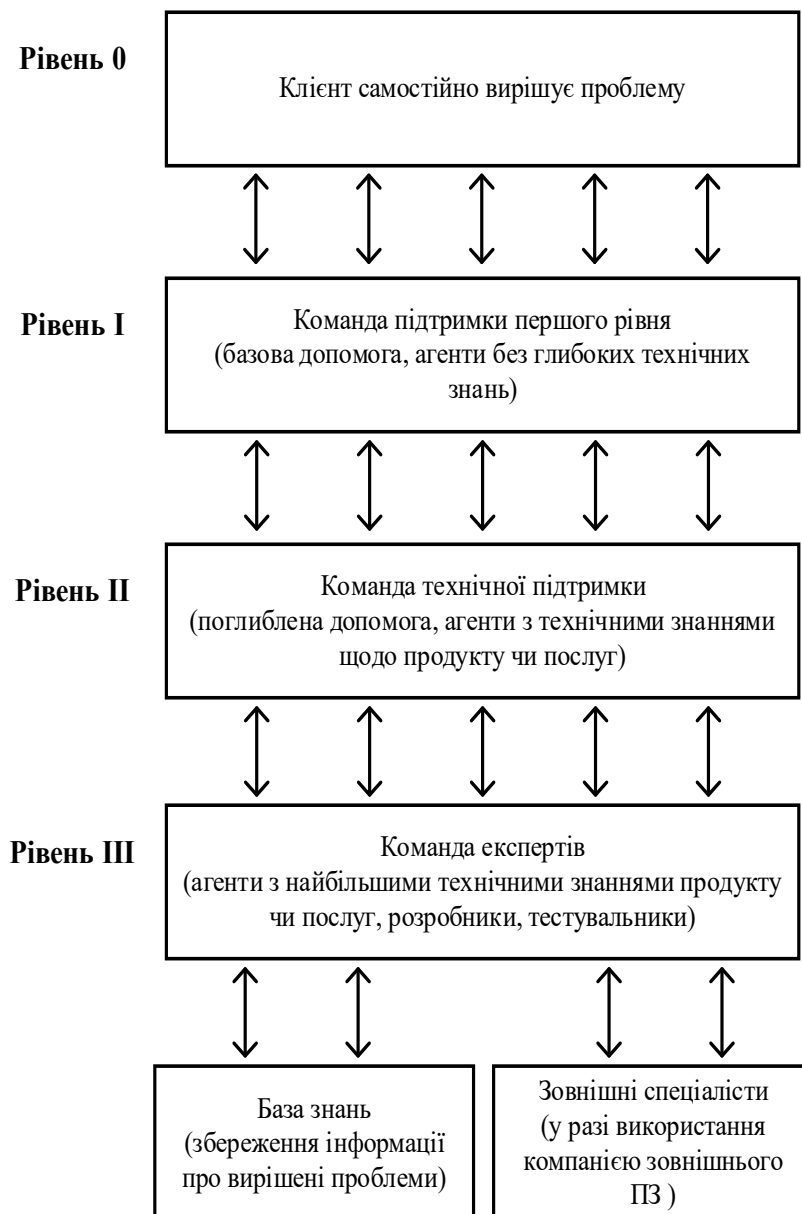 Рівень 0
Клієнт самостійно вирішує проблему
Рівень I
Команда підтримки першого рівня
(базова допомога, агенти без глибоких технічних
знань)
Рівень II
Команда технічної підтримки
(поглиблена допомога, агенти з технічними знаннями
щодо продукту чи послуг)
Рівень III
Команда експертів
(агенти з найбільшими технічними знаннями продукту
чи послуг, розробники, тестувальники)
База знань
(збереження інформації
про вирішені проблеми)
Зовнішні спеціалісти
(у разі використання
компанією зовнішнього
ПЗ )